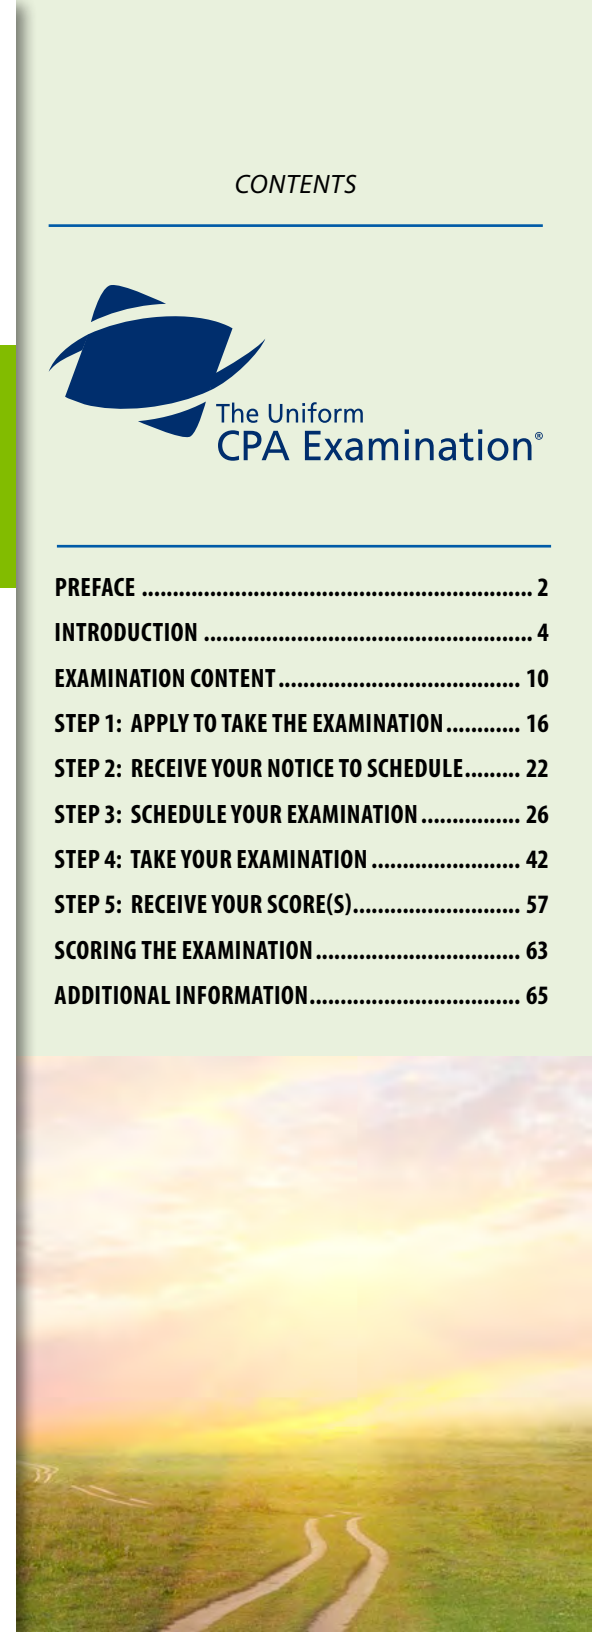 CONTENTS
The Uniform
CPA Examination®
PREFACE ............................................................... 2
INTRODUCTION ..................................................... 4
EXAMINATION CONTENT....................................... 10
STEP 1: APPLY TO TAKE THE EXAMINATION............ 16
STEP 2: RECEIVE YOUR NOTICE TO SCHEDULE......... 22
STEP 3: SCHEDULE YOUR EXAMINATION ................ 26
STEP 4: TAKE YOUR EXAMINATION ........................ 42
STEP 5: RECEIVE YOUR SCORE(S)........................... 57
SCORING THE EXAMINATION ................................. 63
ADDITIONAL INFORMATION.................................. 65